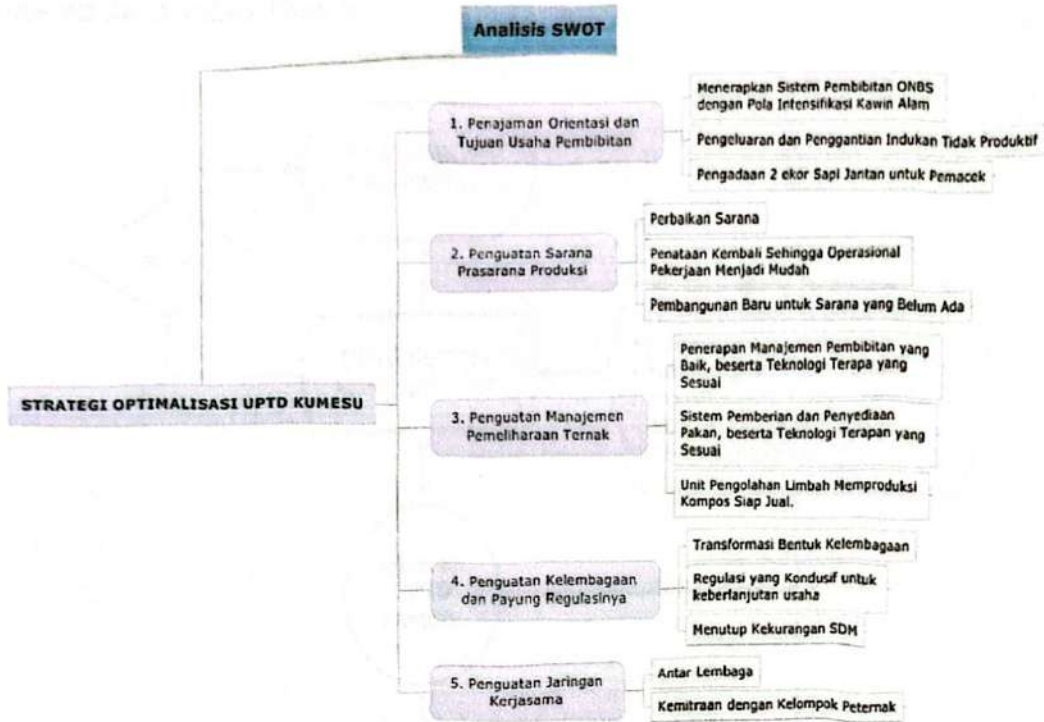 Analisis SWOT
STRATEGI OPTIMALISASI UPTD KUMESU
1. Penajaman Orientasi dan
Tujuan Usaha Pembibitan
Menerapkan Sistem Pembibitan ONBS
dengan Pola Intensifikasi Kawin Alam
Pengeluaran dan Penggantian Indukan Tidak Produktif
Pengadaan 2 ekor Sapi Jantan untuk Pemacek
2. Penguatan Sarana
Prasarana Produksi
Perbaikan Sarana
Penataan Kembali Sehingga Operasional
Pekerjaan Menjadi Mudah
Pembangunan Baru untuk Sarana yang Belum Ada
3. Penguatan Manajemen
Pemeliharaan Ternak
Penerapan Manajemen Pembibitan yang
Baik, beserta Teknologi Terapa yang
Sesuai
Sistem Pemberian dan Penyediaan
Pakan, beserta Teknologi Terapan yang
Sesuai
Unit Pengolahan Limbah Memproduksi
Kompos Siap Jual.
4. Penguatan Kelembagaan
dan Payung Regulasinya
Transformasi Bentuk Kelembagaan
Regulasi yang Kondusif untuk
keberlanjutan usaha
Menutup Kekurangan SDM
5. Penguatan Jaringan
Kerjasama
Antar Lembaga
Kemitraan dengan Kelompok Peternak